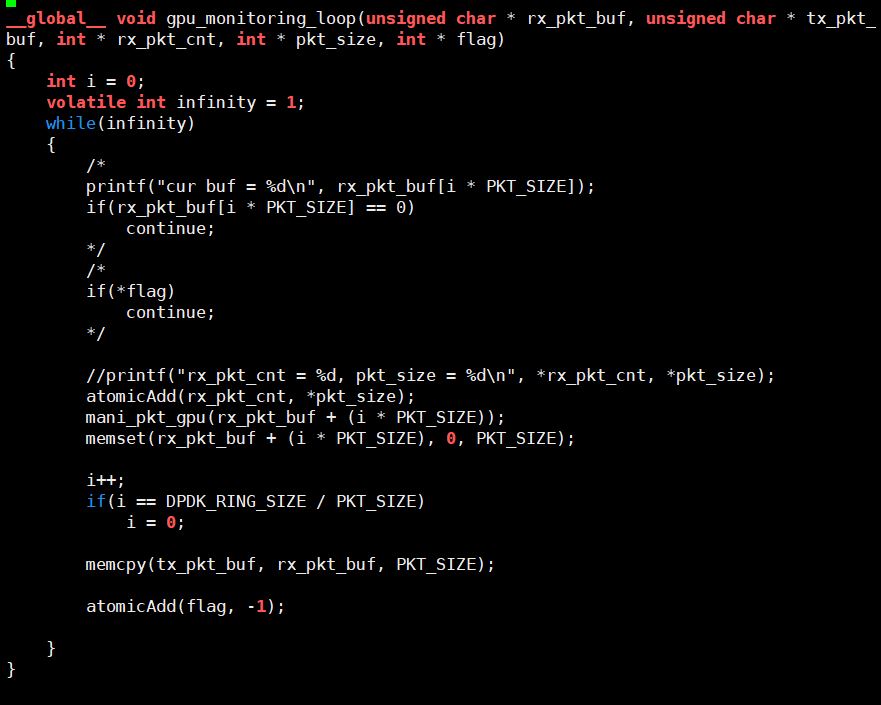 __global__ void gpu_monitoring_loop(unsigned char * rx_pkt_buf, unsigned char * tx_pkt_
buf, int * rx_pkt_cnt, int * pkt_size, int * flag)
{
    int i = 0;
    volatile int infinity = 1;
    while(infinity)
    {
        /*
        printf("cur buf = %d\n", rx_pkt_buf[i * PKT_SIZE]);
        if(rx_pkt_buf[i * PKT_SIZE] == 0)
            continue;
        */
        /*
        if(*flag)
            continue;
        */

        //printf("rx_pkt_cnt = %d, pkt_size = %d\n", *rx_pkt_cnt, *pkt_size);
        atomicAdd(rx_pkt_cnt, *pkt_size);
        mani_pkt_gpu(rx_pkt_buf + (i * PKT_SIZE));
        memset(rx_pkt_buf + (i * PKT_SIZE), 0, PKT_SIZE);

        i++;
        if(i == DPDK_RING_SIZE / PKT_SIZE)
            i = 0;

        memcpy(tx_pkt_buf, rx_pkt_buf, PKT_SIZE);

        atomicAdd(flag, -1);

    }
}